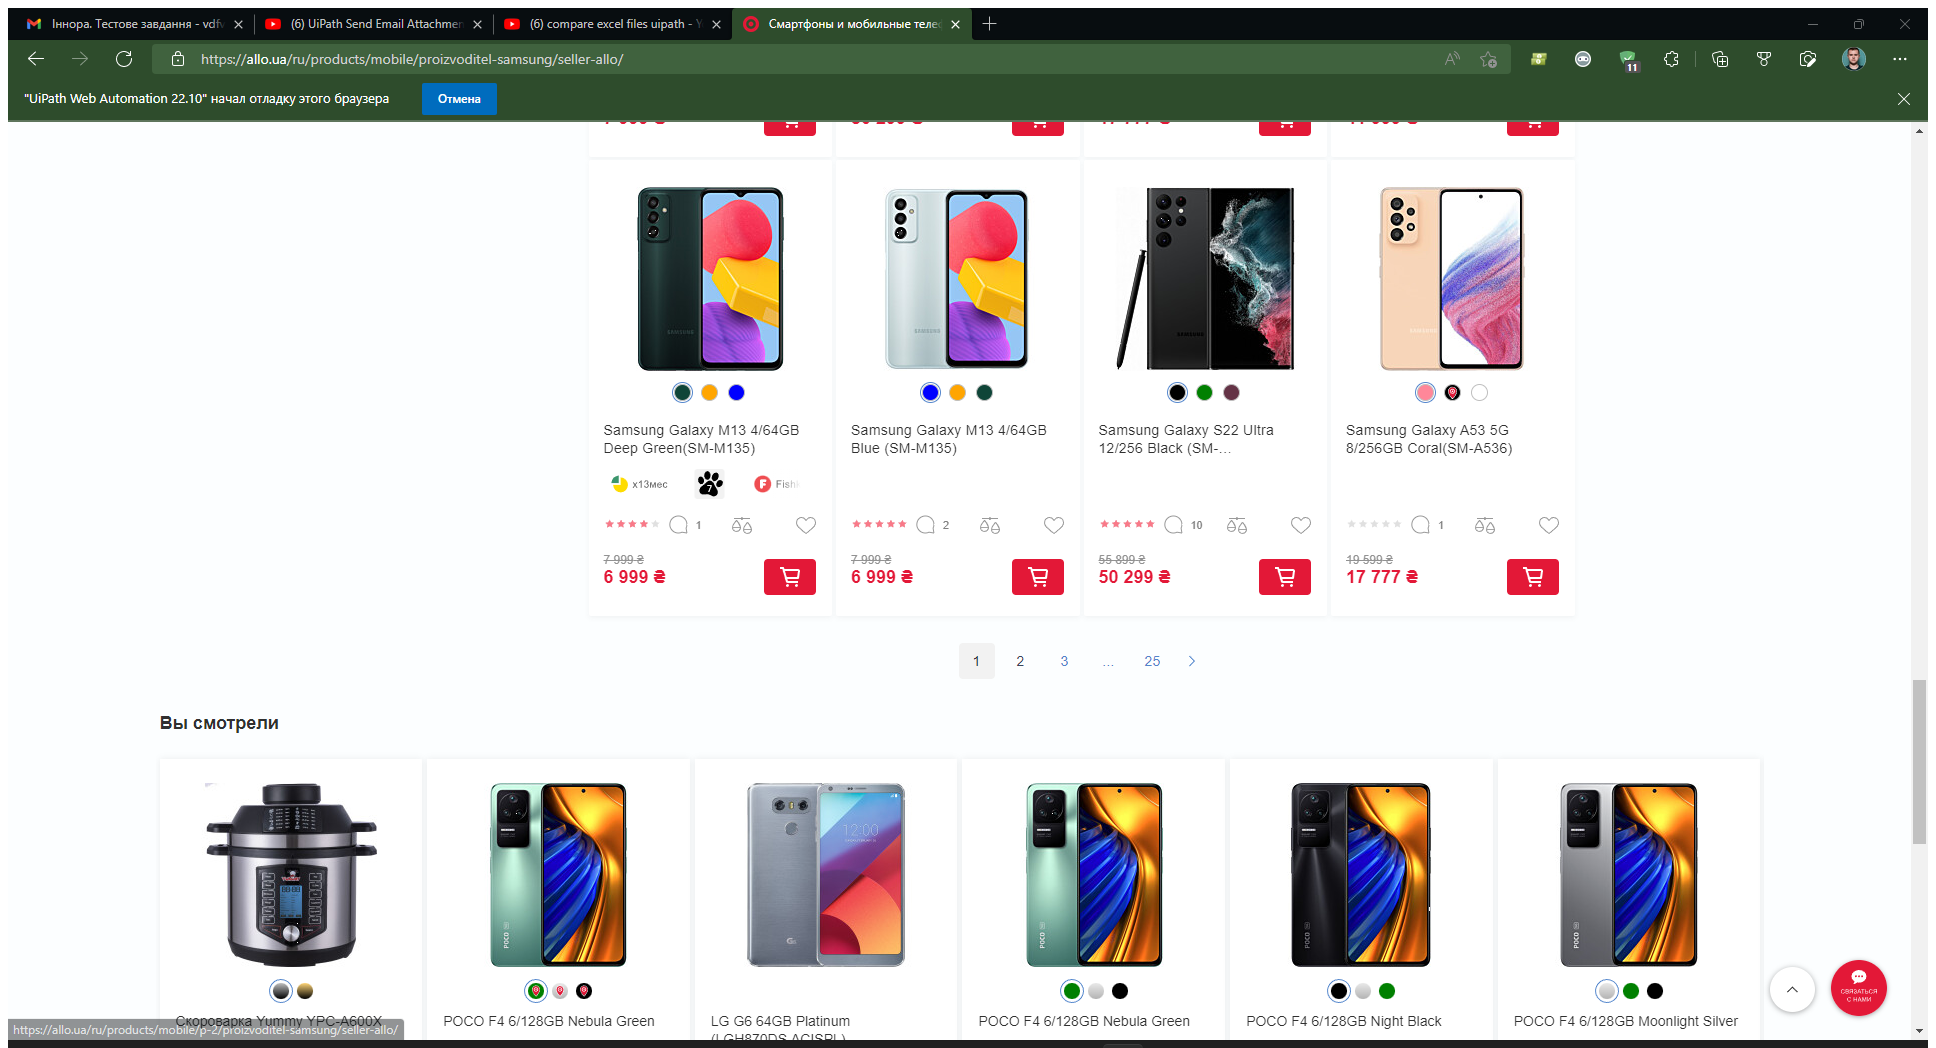 Іннора. Тестове завдання - vdfv
(6) UiPath Send Email Attachmen
(6) compare excel files uipath - Y
Смартфоны и мобильные теле
https://allo.ua/ru/products/mobile/proizvoditel-samsung/seller-allo/
11
"UiPath Web Automation 22.10" начал отладку этого браузера
Отмена
Samsung Galaxy M13 4/64GB
Deep Green(SM-M135)
Samsung Galaxy M13 4/64GB
Blue (SM-M135)
Samsung Galaxy S22 Ultra
12/256 Black (SM-...
Samsung Galaxy A53 5G
8/256GB Coral(SM-A536)
x13мес
7
Fishk
1
2
10
1
7 999 ₴
6 999 ₴
7 999 ₴
6 999 ₴
55 899 ₴
50 299 ₴
19 599 ₴
17 777 ₴
1 2 3 ... 25
Вы смотрели
12:00
СВЯЗАТЬСЯ
С НАМИ
Скороварка Yummy YPC-A600X
POCO F4 6/128GB Nebula Green
LG G6 64GB Platinum
(LGH870DS.ACISPL)
POCO F4 6/128GB Nebula Green
POCO F4 6/128GB Night Black
POCO F4 6/128GB Moonlight Silver
https://allo.ua/ru/products/mobile/p-2/proizvoditel-samsung/seller-allo/